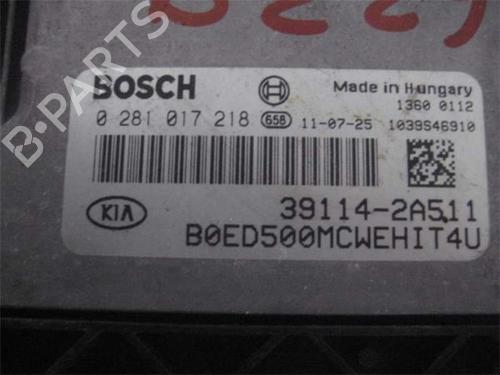 B-PARTS
BOSCH
Made in Hungary
1360 0112
0 281 017 218 658 11-07-25 1039S46910
39114-2A511
KIA
B0ED500MCWEHIT4U